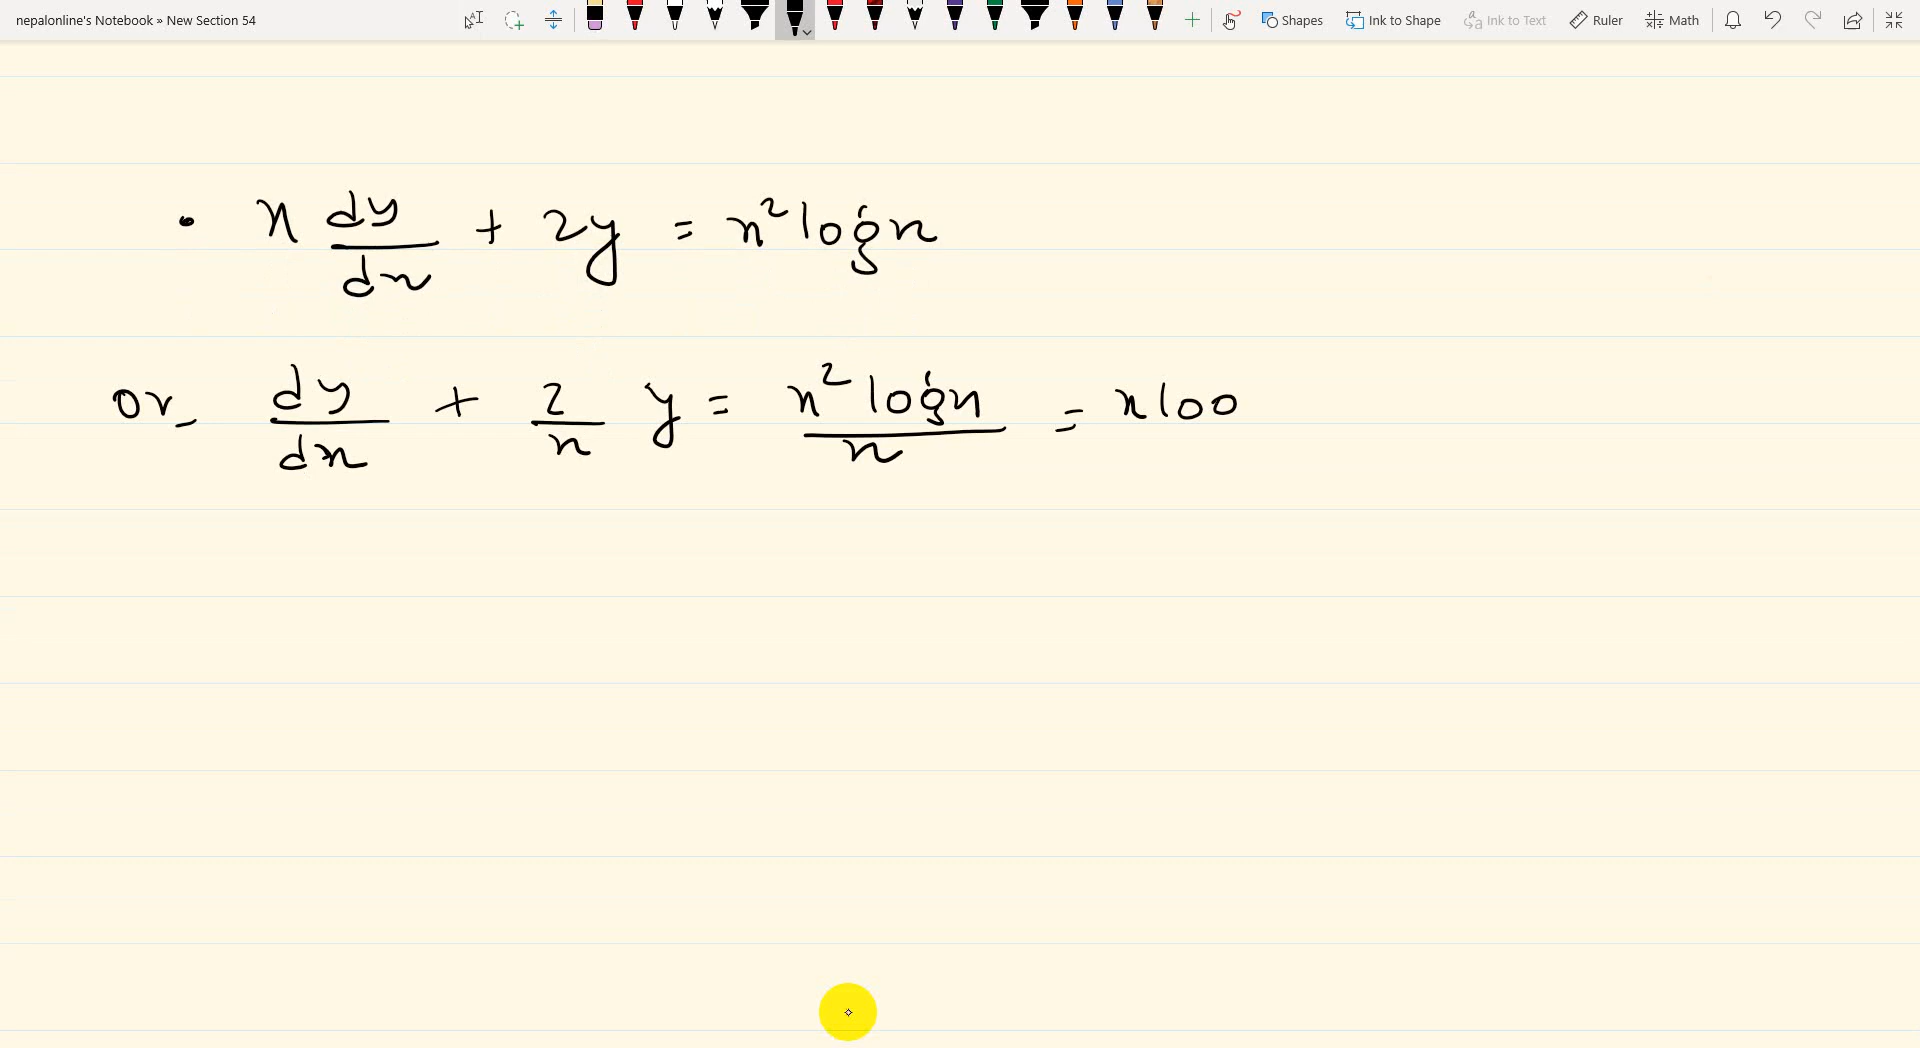 nepalonline's Notebook » New Section 54 Shapes Ink to Shape Ink to Text Ruler Math
• x dy/dx + 2y = x² log x
or, dy/dx + 2/x y = x² log x / x = x loo